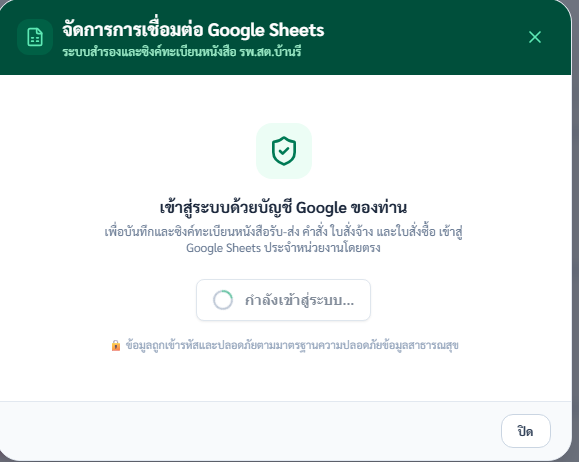 จัดการการเชื่อมต่อ Google Sheets
ระบบสำรองและซิงค์ทะเบียนหนังสือ รพ.สต.บ้านรี
เข้าสู่ระบบด้วยบัญชี Google ของท่าน
เพื่อบันทึกและซิงค์ทะเบียนหนังสือรับ-ส่ง คำสั่ง ใบสั่งจ้าง และใบสั่งซื้อ เข้าสู่
Google Sheets ประจำหน่วยงานโดยตรง
กำลังเข้าสู่ระบบ...
🔒 ข้อมูลถูกเข้ารหัสและปลอดภัยตามมาตรฐานความปลอดภัยข้อมูลสาธารณสุข
ปิด